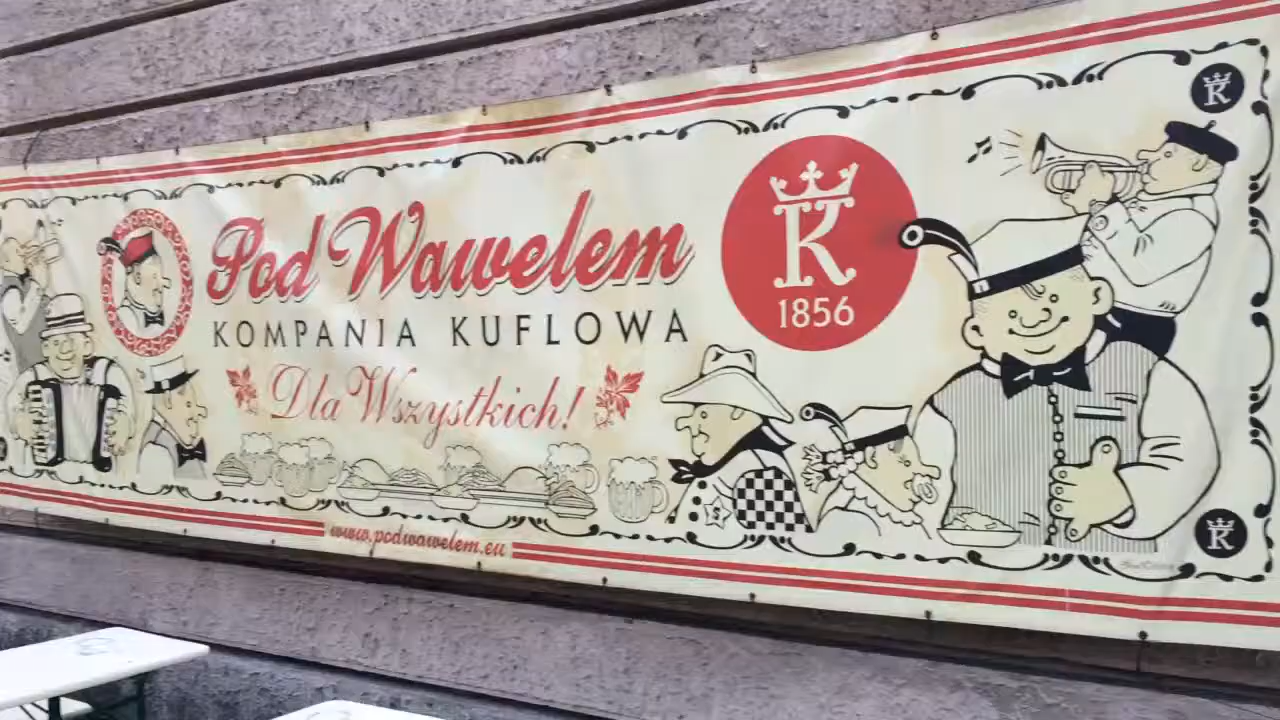 Pod Wawelem
KOMPANIA KUFLOWA
Dla Wszystkich!
www.podwawelem.eu
K
1856
K
K
S